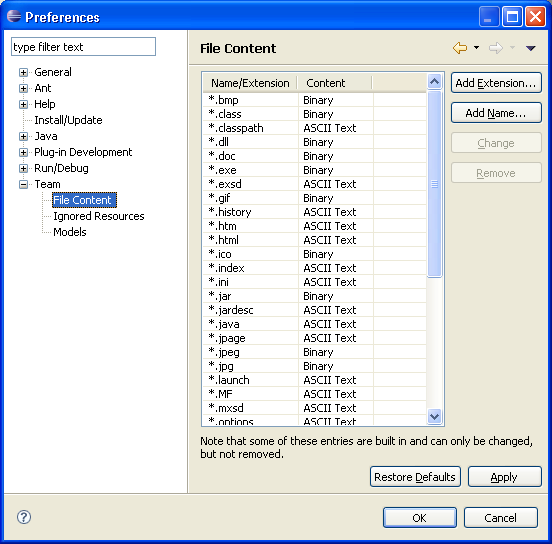 Preferences
type filter text
General
Ant
Help
Install/Update
Java
Plug-in Development
Run/Debug
Team
File Content
Ignored Resources
Models
File Content
Name/Extension Content
*.bmp Binary
*.class Binary
*.classpath ASCII Text
*.dll Binary
*.doc Binary
*.exe Binary
*.exsd ASCII Text
*.gif Binary
*.history ASCII Text
*.htm ASCII Text
*.html ASCII Text
*.ico Binary
*.index ASCII Text
*.ini ASCII Text
*.jar Binary
*.jardesc ASCII Text
*.java ASCII Text
*.jpage ASCII Text
*.jpeg Binary
*.jpg Binary
*.launch ASCII Text
*.MF ASCII Text
*.mxsd ASCII Text
*.options ASCII Text
Add Extension...
Add Name...
Change
Remove
Note that some of these entries are built in and can only be changed,
but not removed.
Restore Defaults Apply
? OK Cancel